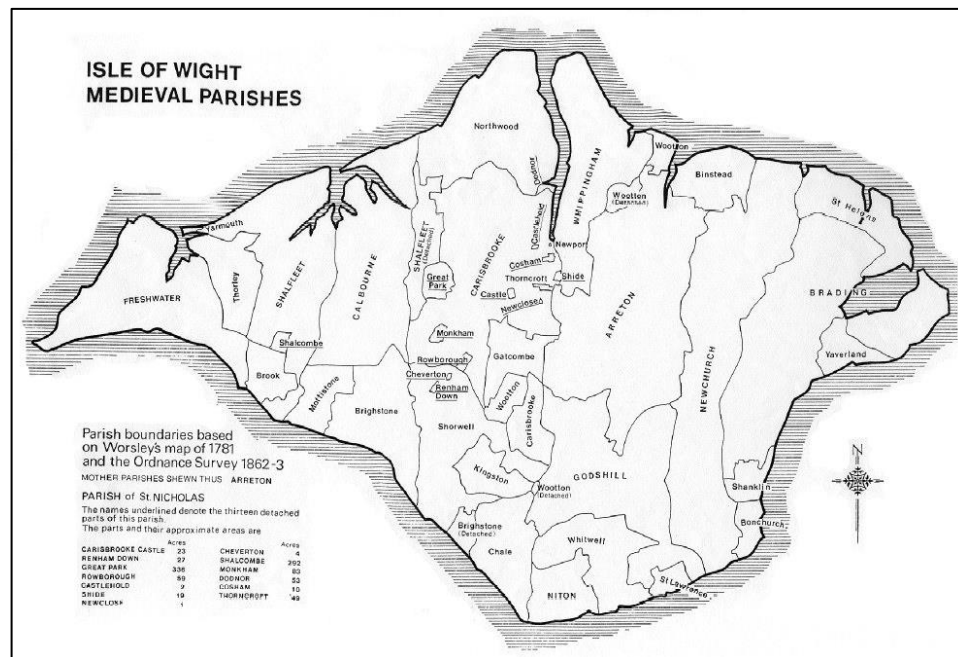 ISLE OF WIGHT
MEDIEVAL PARISHES
Northwood
Wootton
Binstead
WHIPPINGHAM
Dodnor
Wootton
(Detached)
St Helens
Yarmouth
Castlehold
Newport
SHALFLEET
(Detached)
CARISBROOKE
Cosham
Thorncroft
Shide
Great
Park
Castle
Newclose
FRESHWATER
Thorley
SHALFLEET
CALBOURNE
ARRETON
BRADING
Monkham
Shalcombe
Rowborough
Gatcombe
Yaverland
Brook
Cheverton
Renham
Down
NEWCHURCH
Mottistone
Brighstone
Wootton
Carisbrooke
Shorwell
Kingston
GODSHILL
Wootton
(Detached)
Shanklin
Brighstone
(Detached)
Bonchurch
Chale
Whitwell
St Lawrence
NITON
N
Parish boundaries based
on Worsley's map of 1781
and the Ordnance Survey 1862-3
MOTHER PARISHES SHEWN THUS ARRETON
PARISH of St. NICHOLAS
The names underlined denote the thirteen detached
parts of this parish.
The parts and their approximate areas are
Acres Acres
CARISBROOKE CASTLE 23 CHEVERTON 4
RENHAM DOWN 27 SHALCOMBE 292
GREAT PARK MONKHAM 83
ROWBOROUGH 59 DODNOR 53
CASTLEHOLD 2 COSHAM 10
SHIDE 19 THORNCROFT 49
NEWCLOSE 1